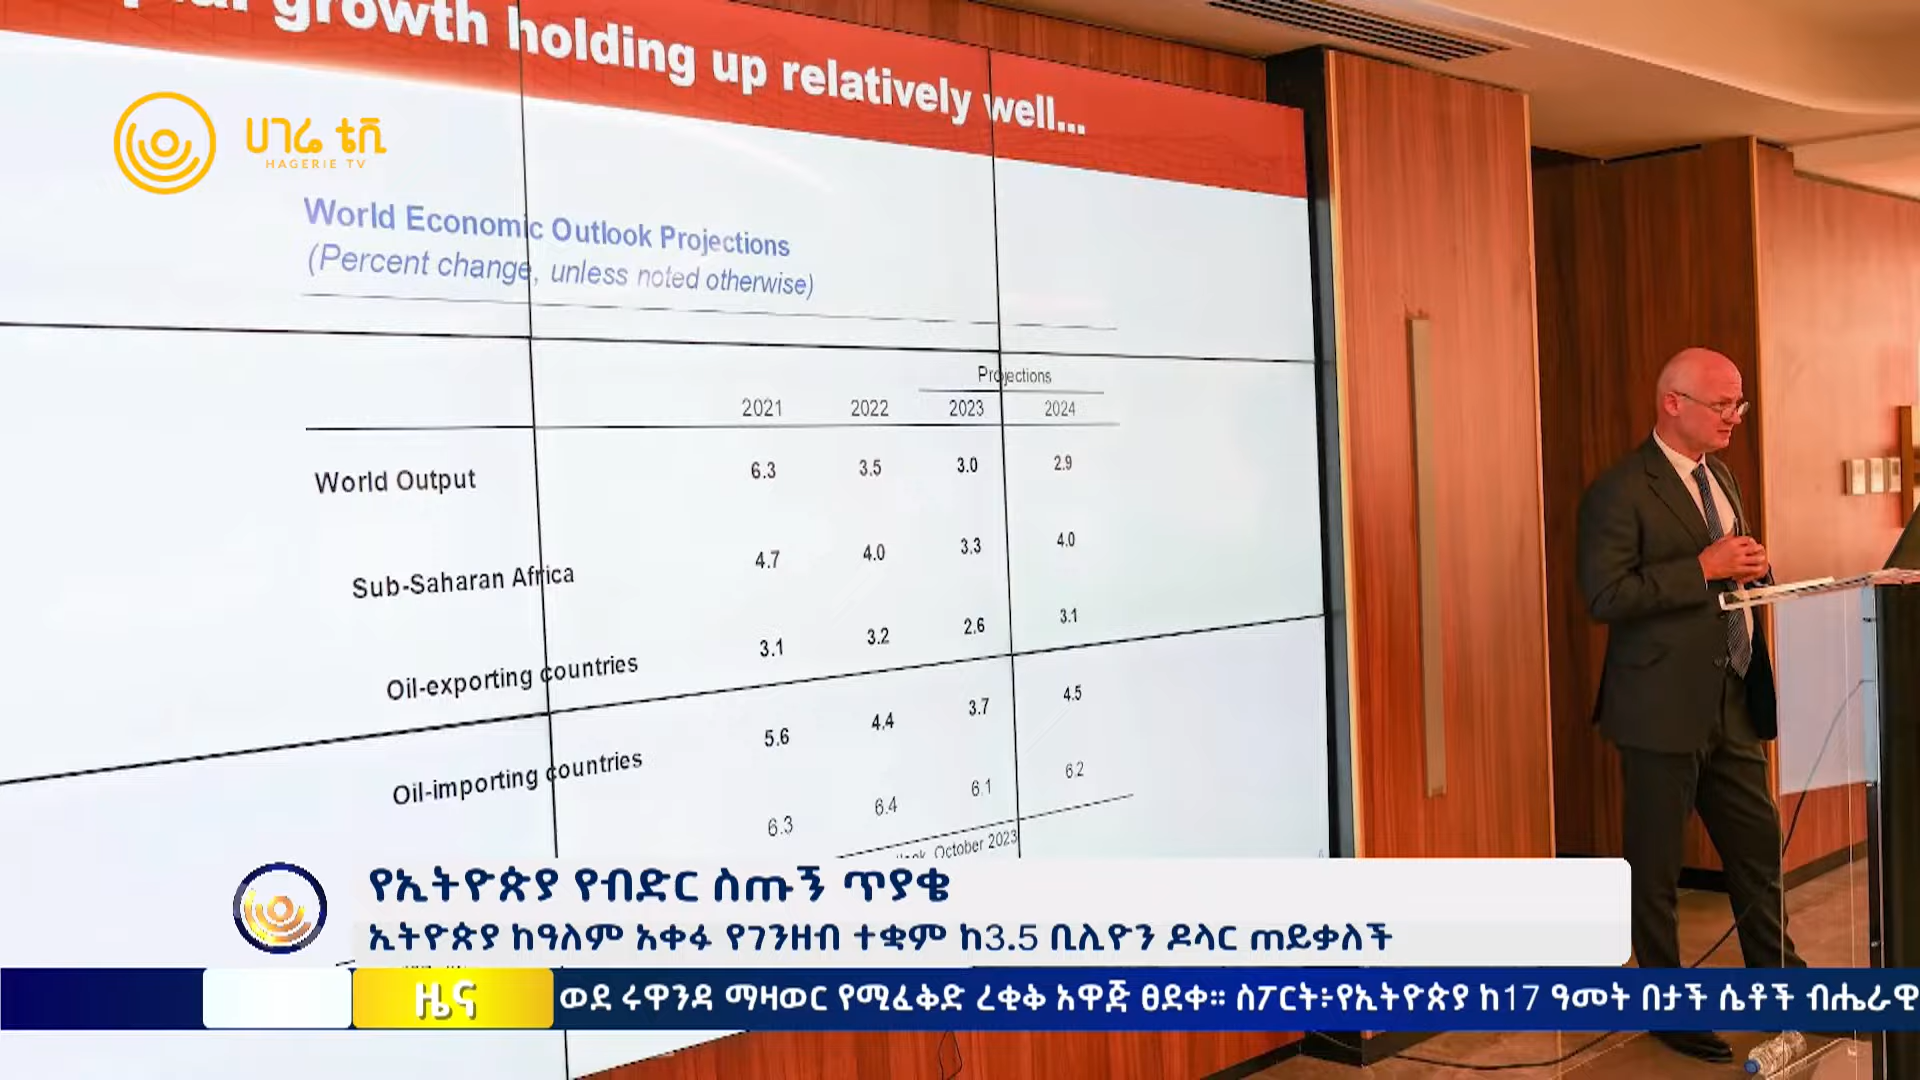 growth holding up relatively well...
ሀገሬ ቲቪ
HAGERIE TV
World Economic Outlook Projections
(Percent change, unless noted otherwise)
Projections
2021 2022 2023 2024
World Output 6.3 3.5 3.0 2.9
Sub-Saharan Africa 4.7 4.0 3.3 4.0
Oil-exporting countries 3.1 3.2 2.6 3.1
Oil-importing countries 5.6 4.4 3.7 4.5
6.3 6.4 6.1 6.2
October 2023
የኢትዮጵያ የብድር ስጡኝ ጥያቄ
ኢትዮጵያ ከዓለም አቀፉ የገንዘብ ተቋም ከ3.5 ቢሊዮን ዶላር ጠይቃለች
ዜና
ወደ ሩዋንዳ ማዛወር የሚፈቅድ ረቂቅ አዋጅ ፀደቀ። ስፖርት፦የኢትዮጵያ ከ17 ዓመት በታች ሴቶች ብሔራዊ